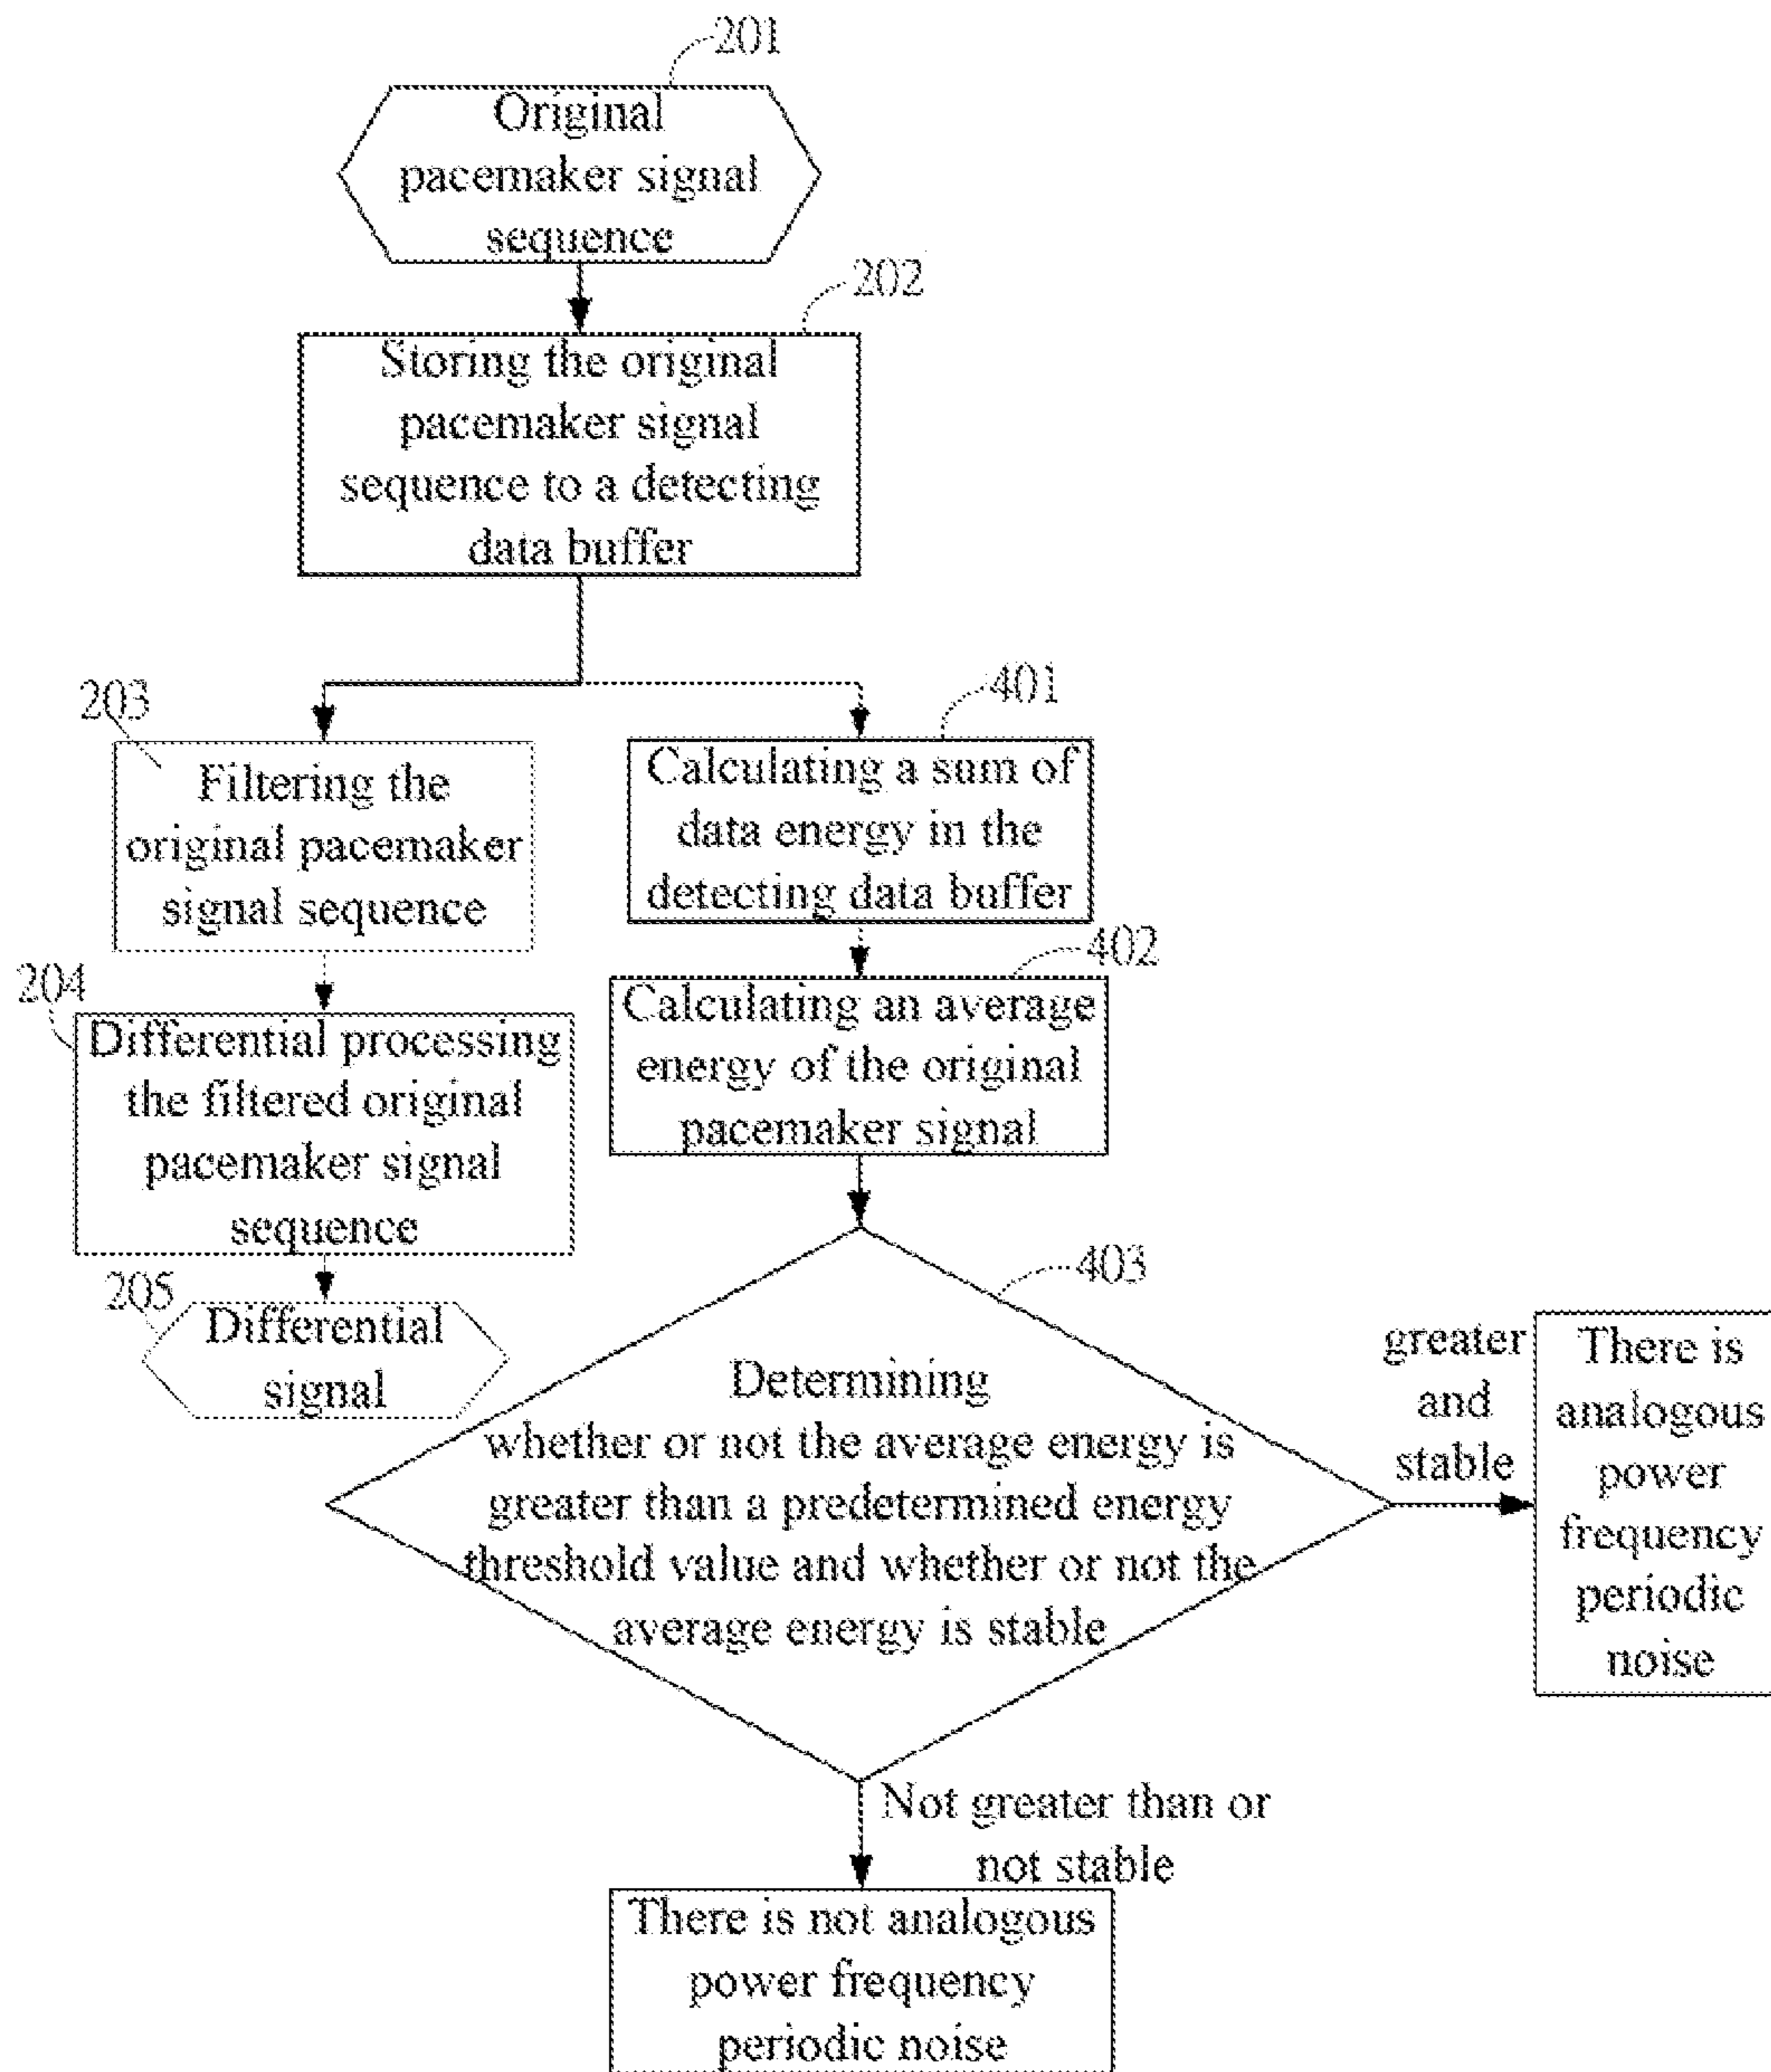 201
Original
pacemaker signal
sequence
202
Storing the original
pacemaker signal
sequence to a detecting
data buffer
203
Filtering the
original pacemaker
signal sequence
401
Calculating a sum of
data energy in the
detecting data buffer
204
Differential processing
the filtered original
pacemaker signal
sequence
402
Calculating an average
energy of the original
pacemaker signal
205
Differential
signal
403
Determining
whether or not the average energy is
greater than a predetermined energy
threshold value and whether or not the
average energy is stable
greater
and
stable
There is
analogous
power
frequency
periodic
noise
Not greater than or
not stable
There is not analogous
power frequency
periodic noise